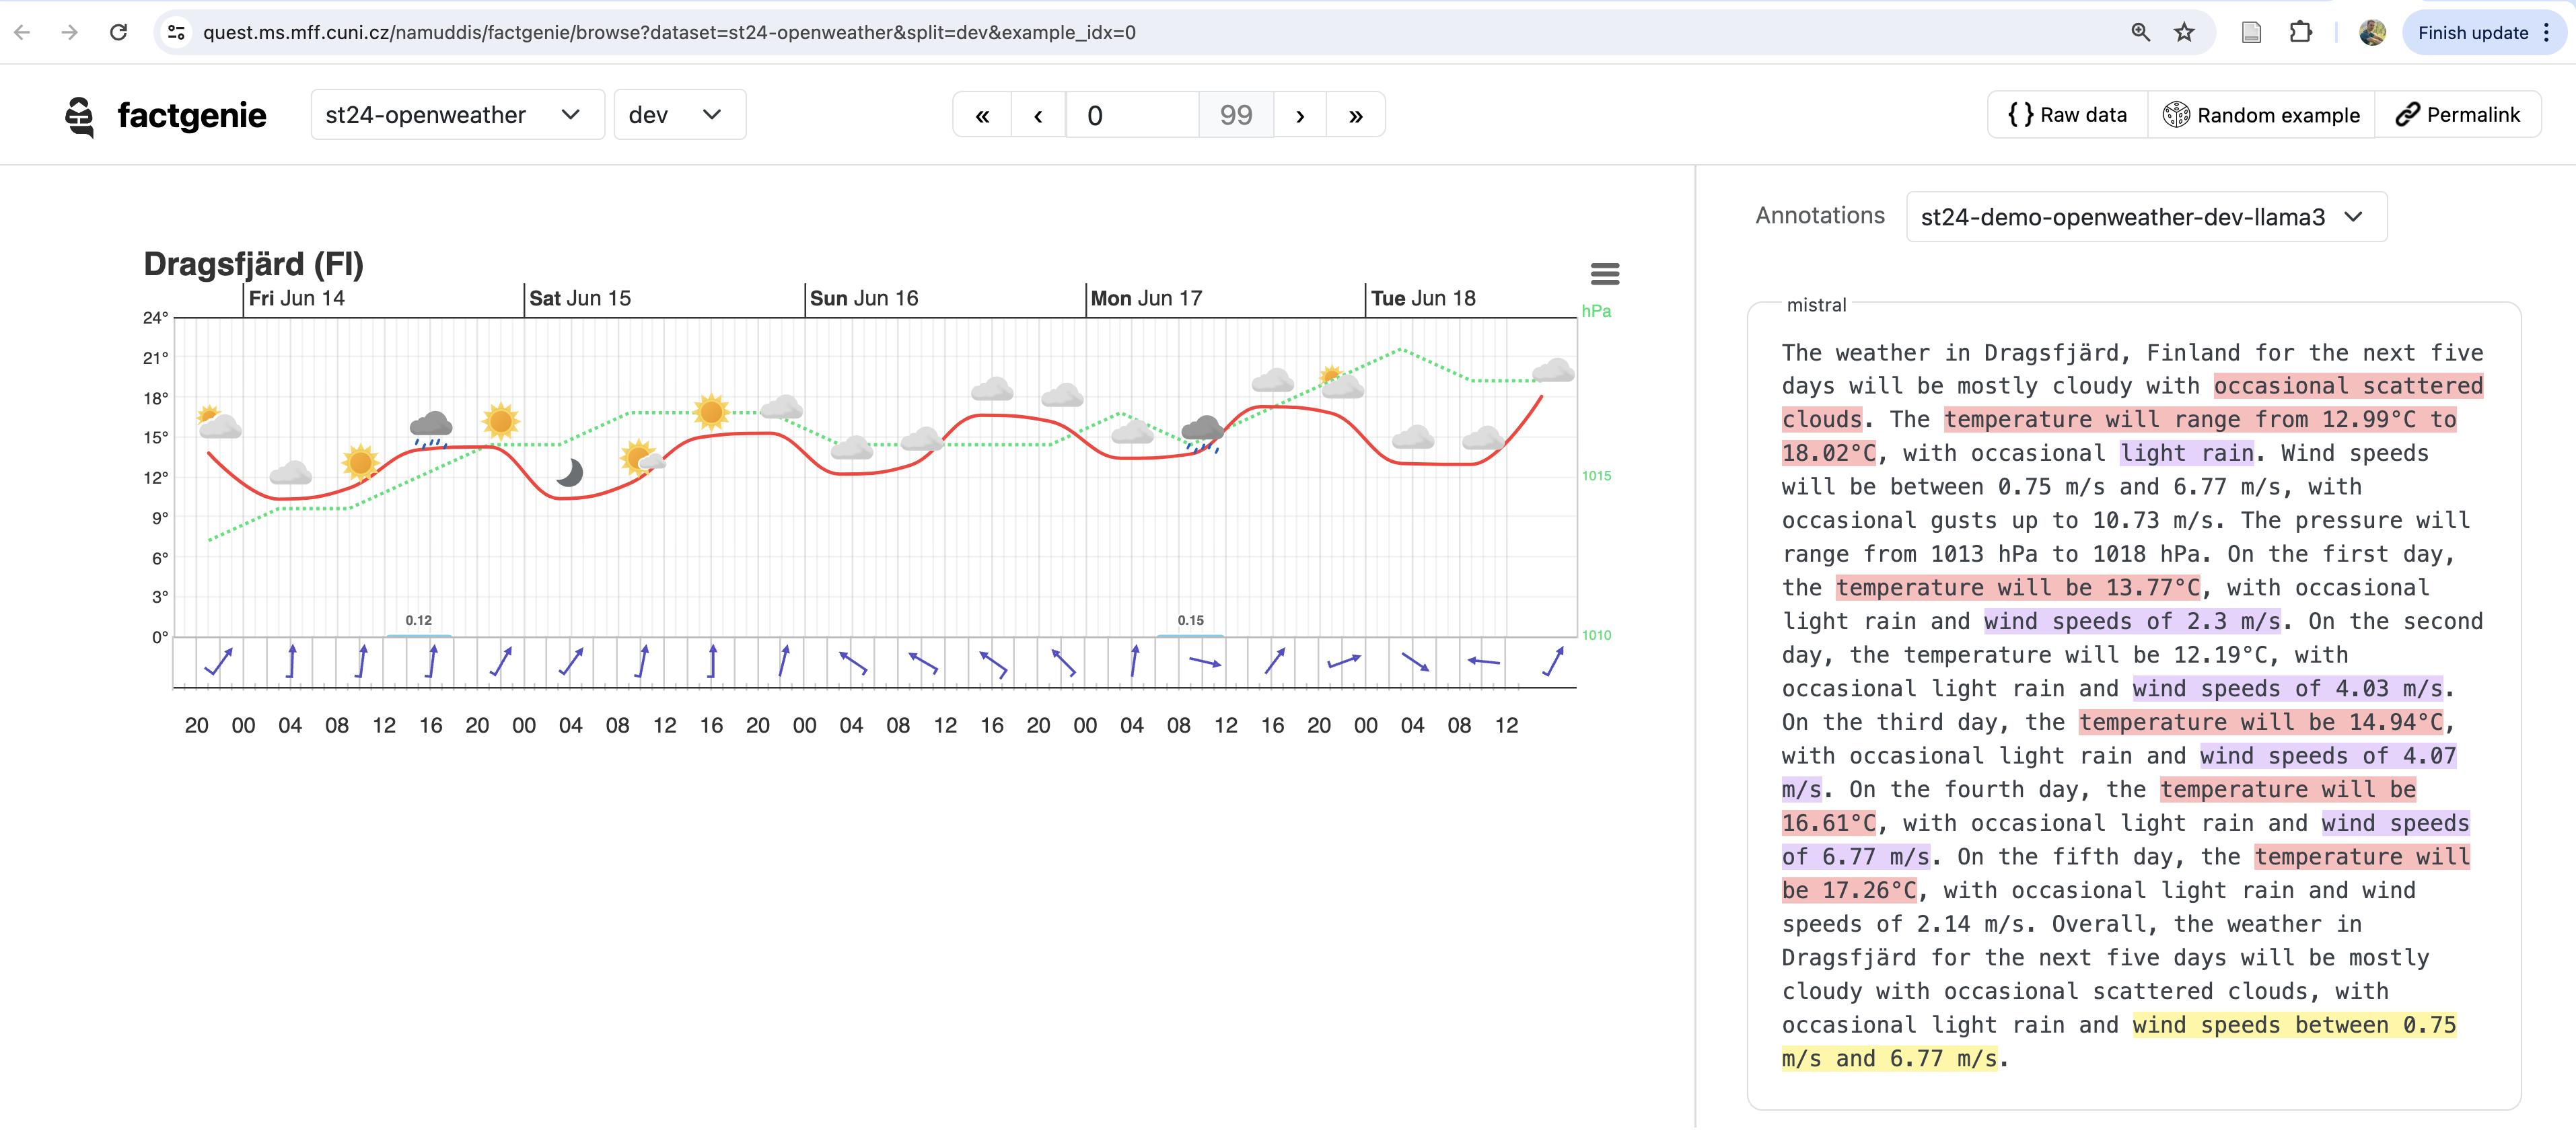 quest.ms.mff.cuni.cz/namuddis/factgenie/browse?dataset=st24-openweather&split=dev&example_idx=0
Finish update
factgenie
st24-openweather
dev
«
‹
0
99
›
»
{ } Raw data
Random example
Permalink
Annotations
st24-demo-openweather-dev-llama3
Dragsfjärd (FI)
Fri Jun 14
Sat Jun 15
Sun Jun 16
Mon Jun 17
Tue Jun 18
hPa
24°
21°
18°
15°
12°
9°
6°
3°
0°
1015
1010
0.12
0.15
20 00 04 08 12 16 20 00 04 08 12 16 20 00 04 08 12 16 20 00 04 08 12 16 20 00 04 08 12
mistral
The weather in Dragsfjärd, Finland for the next five
days will be mostly cloudy with occasional scattered
clouds. The temperature will range from 12.99°C to
18.02°C, with occasional light rain. Wind speeds
will be between 0.75 m/s and 6.77 m/s, with
occasional gusts up to 10.73 m/s. The pressure will
range from 1013 hPa to 1018 hPa. On the first day,
the temperature will be 13.77°C, with occasional
light rain and wind speeds of 2.3 m/s. On the second
day, the temperature will be 12.19°C, with
occasional light rain and wind speeds of 4.03 m/s.
On the third day, the temperature will be 14.94°C,
with occasional light rain and wind speeds of 4.07
m/s. On the fourth day, the temperature will be
16.61°C, with occasional light rain and wind speeds
of 6.77 m/s. On the fifth day, the temperature will
be 17.26°C, with occasional light rain and wind
speeds of 2.14 m/s. Overall, the weather in
Dragsfjärd for the next five days will be mostly
cloudy with occasional scattered clouds, with
occasional light rain and wind speeds between 0.75
m/s and 6.77 m/s.